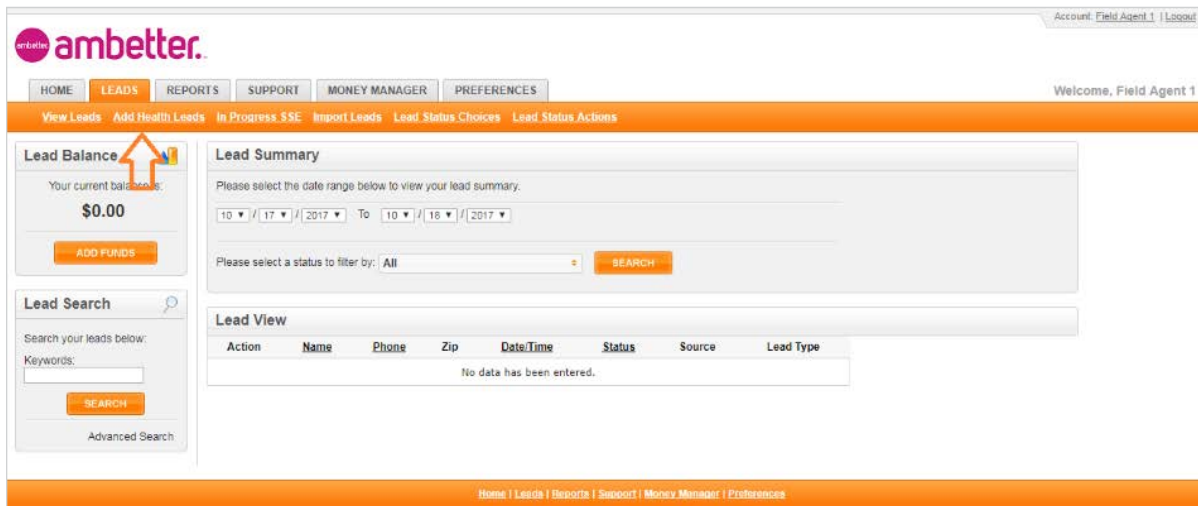 Account: Field Agent 1 | Logout
ambetter ambetter.
HOME LEADS REPORTS SUPPORT MONEY MANAGER PREFERENCES
Welcome, Field Agent 1
View Leads Add Health Leads In Progress SSE Import Leads Lead Status Choices Lead Status Actions
Lead Balance
Your current balance is:
$0.00
ADD FUNDS
Lead Search
Search your leads below:
Keywords:
SEARCH
Advanced Search
Lead Summary
Please select the date range below to view your lead summary.
10 / 17 / 2017 To 10 / 18 / 2017
Please select a status to filter by: All SEARCH
Lead View
Action Name Phone Zip Date/Time Status Source Lead Type
No data has been entered.
Home | Leads | Reports | Support | Money Manager | Preferences